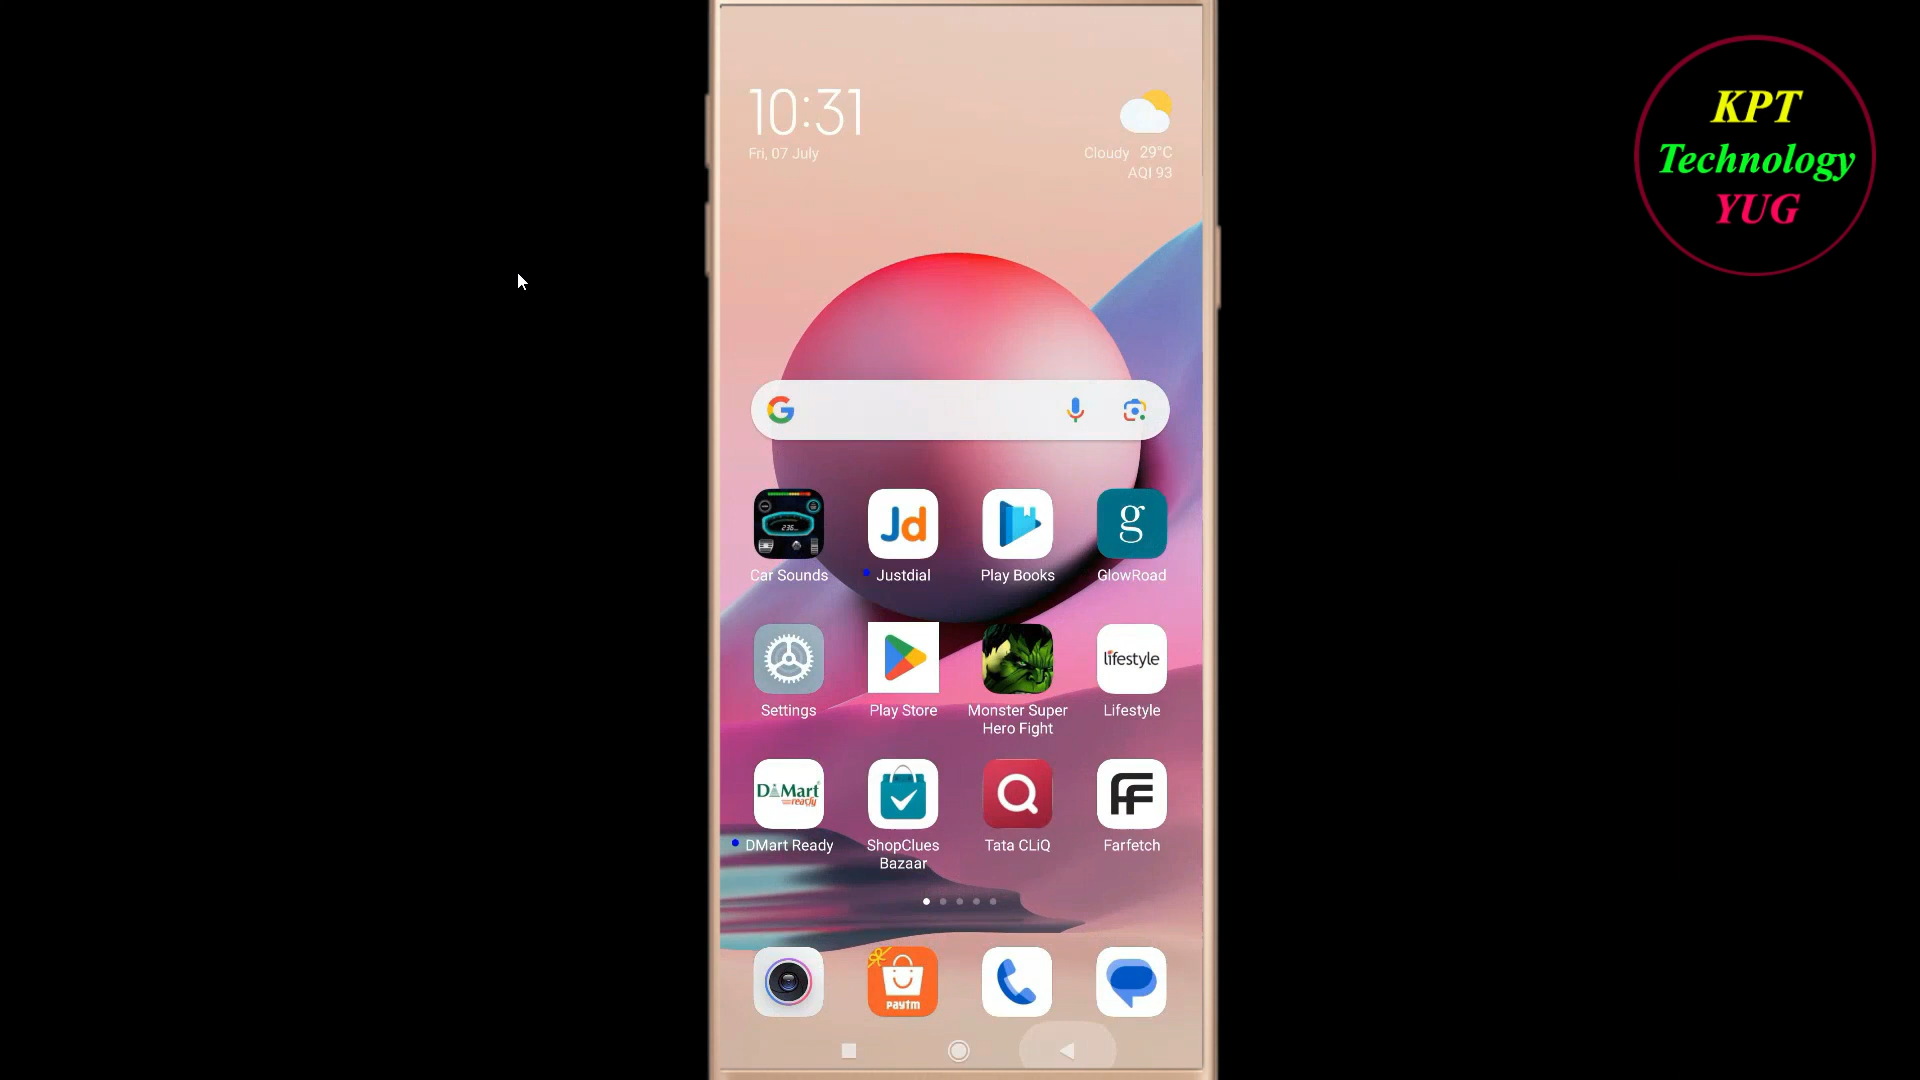 KPT
Technology
YUG
10:31
Fri, 07 July
Cloudy 29°C
AQI 93
Car Sounds
Jd
Justdial
Play Books
g
GlowRoad
Settings
Play Store
Monster Super
Hero Fight
lifestyle
Lifestyle
DMart
ready
DMart Ready
ShopClues
Bazaar
Tata CLiQ
Farfetch
paytm